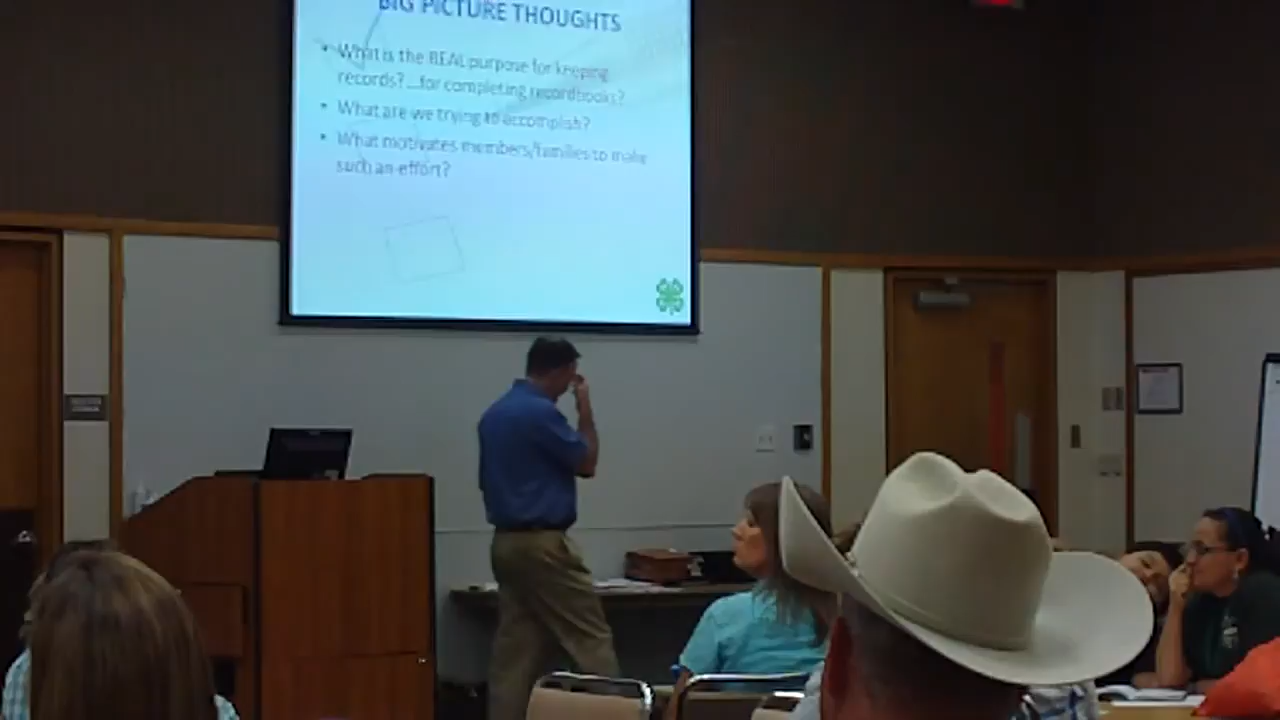 BIG PICTURE THOUGHTS
• What is the REAL purpose for keeping
records?...for completing recordbooks?
• What are we trying to accomplish?
• What motivates members/families to make
such an effort?